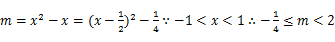 m = x² − x = (x − 1/2)² − 1/4 ∵ −1 < x < 1 ∴ −1/4 ≤ m < 2